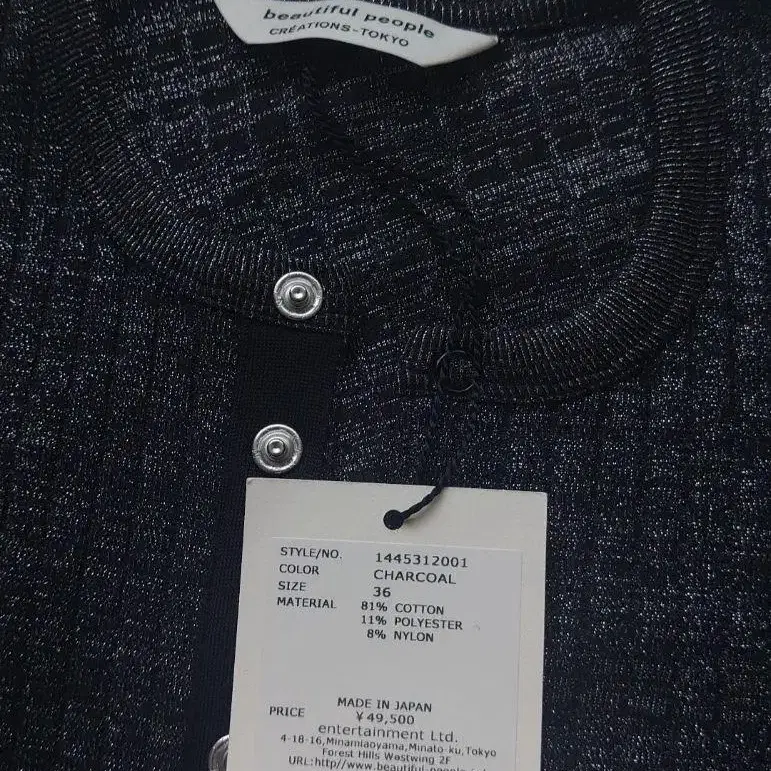 beautiful people
CRÉATIONS-TOKYO
STYLE/NO. 1445312001
COLOR CHARCOAL
SIZE 36
MATERIAL 81% COTTON
11% POLYESTER
8% NYLON
MADE IN JAPAN
PRICE ¥49,500
entertainment Ltd.
4-18-16,Minamiaoyama,Minato-ku,Tokyo
Forest Hills Westwing 2F
URL:http//www.beautiful-people